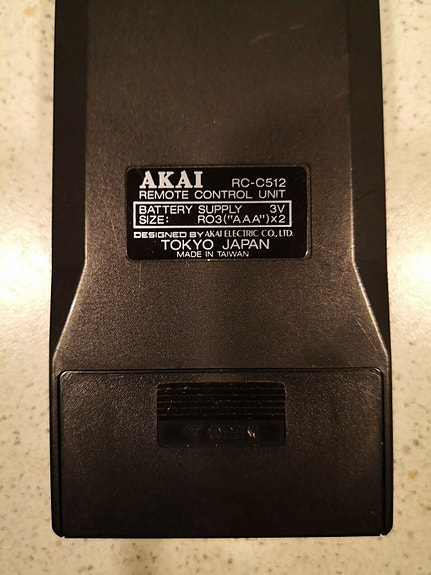 AKAI RC-C512
REMOTE CONTROL UNIT
BATTERY SUPPLY 3V
SIZE: RO3("AAA")×2
DESIGNED BY AKAI ELECTRIC CO., LTD.
TOKYO JAPAN
MADE IN TAIWAN